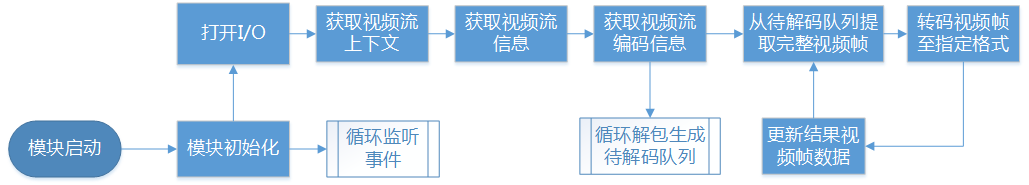 打开I/O
获取视频流
上下文
获取视频流
信息
获取视频流
编码信息
从待解码队列提
取完整视频帧
转码视频帧
至指定格式
模块启动
模块初始化
循环监听
事件
循环解包生成
待解码队列
更新结果视
频帧数据